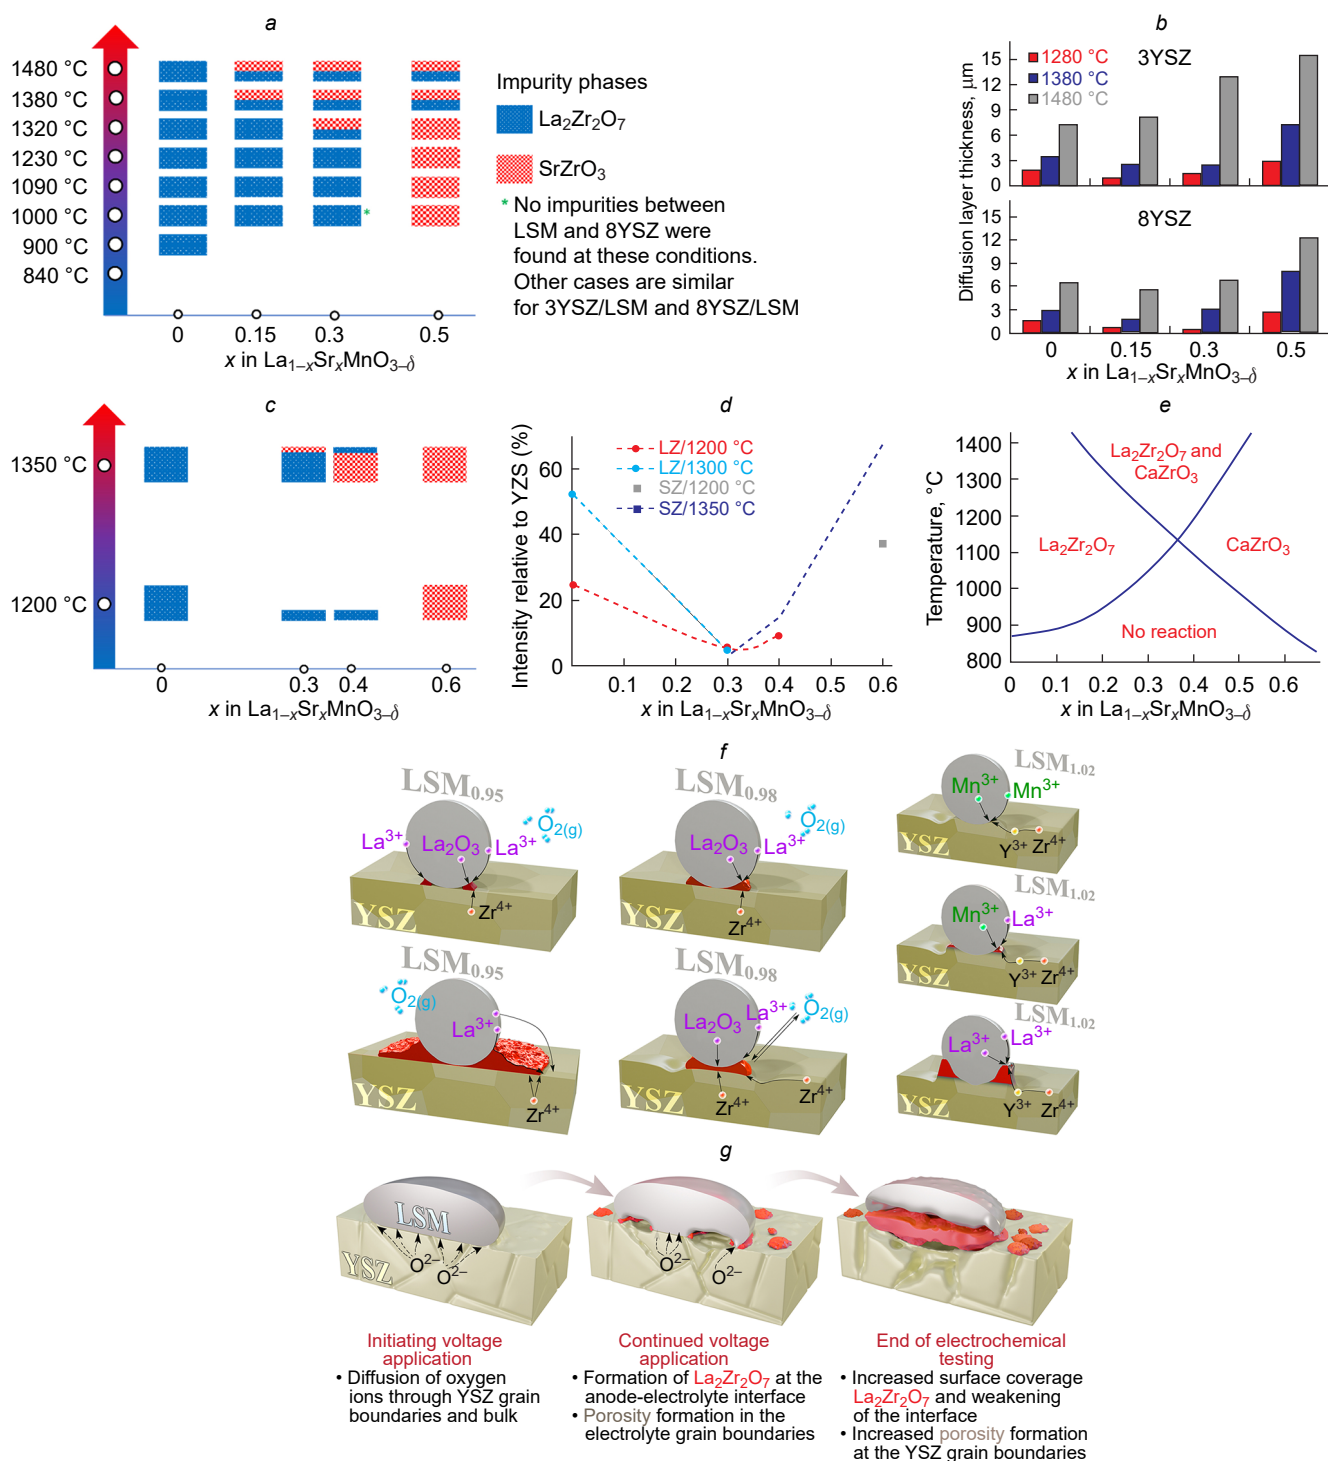 a
1480 °C
1380 °C
1320 °C
1230 °C
1090 °C
1000 °C
900 °C
840 °C
*
0 0.15 0.3 0.5
x in La1–xSrxMnO3–δ
Impurity phases
La2Zr2O7
SrZrO3
* No impurities between
LSM and 8YSZ were
found at these conditions.
Other cases are similar
for 3YSZ/LSM and 8YSZ/LSM
b
Diffusion layer thickness, μm
15
12
9
6
3
0
1280 °C
1380 °C
1480 °C
3YSZ
15
12
9
6
3
0
8YSZ
0 0.15 0.3 0.5
x in La1–xSrxMnO3–δ
c
1350 °C
1200 °C
0 0.3 0.4 0.6
x in La1–xSrxMnO3–δ
d
Intensity relative to YZS (%)
60
40
20
0
LZ/1200 °C
LZ/1300 °C
SZ/1200 °C
SZ/1350 °C
0.1 0.2 0.3 0.4 0.5 0.6
x in La1–xSrxMnO3–δ
e
Temperature, °C
1400
1300
1200
1100
1000
900
800
La2Zr2O7 and
CaZrO3
La2Zr2O7
CaZrO3
No reaction
0 0.1 0.2 0.3 0.4 0.5 0.6
x in La1–xSrxMnO3–δ
f
LSM0.95
O2(g)
La3+
La2O3
La3+
Zr4+
YSZ
LSM0.98
O2(g)
La2O3
La3+
Zr4+
YSZ
LSM1.02
Mn3+
Mn3+
YSZ
Y3+
Zr4+
LSM1.02
Mn3+
La3+
YSZ
Y3+
Zr4+
LSM0.95
O2(g)
La3+
YSZ
Zr4+
LSM0.98
La3+
O2(g)
La2O3
YSZ
Zr4+
Zr4+
LSM1.02
La3+
La3+
YSZ
Y3+
Zr4+
g
LSM
YSZ
O2–
O2–
O2–
O2–
Initiating voltage
application
• Diffusion of oxygen
ions through YSZ grain
boundaries and bulk
Continued voltage
application
• Formation of La2Zr2O7 at the
anode-electrolyte interface
• Porosity formation in the
electrolyte grain boundaries
End of electrochemical
testing
• Increased surface coverage
La2Zr2O7 and weakening
of the interface
• Increased porosity formation
at the YSZ grain boundaries